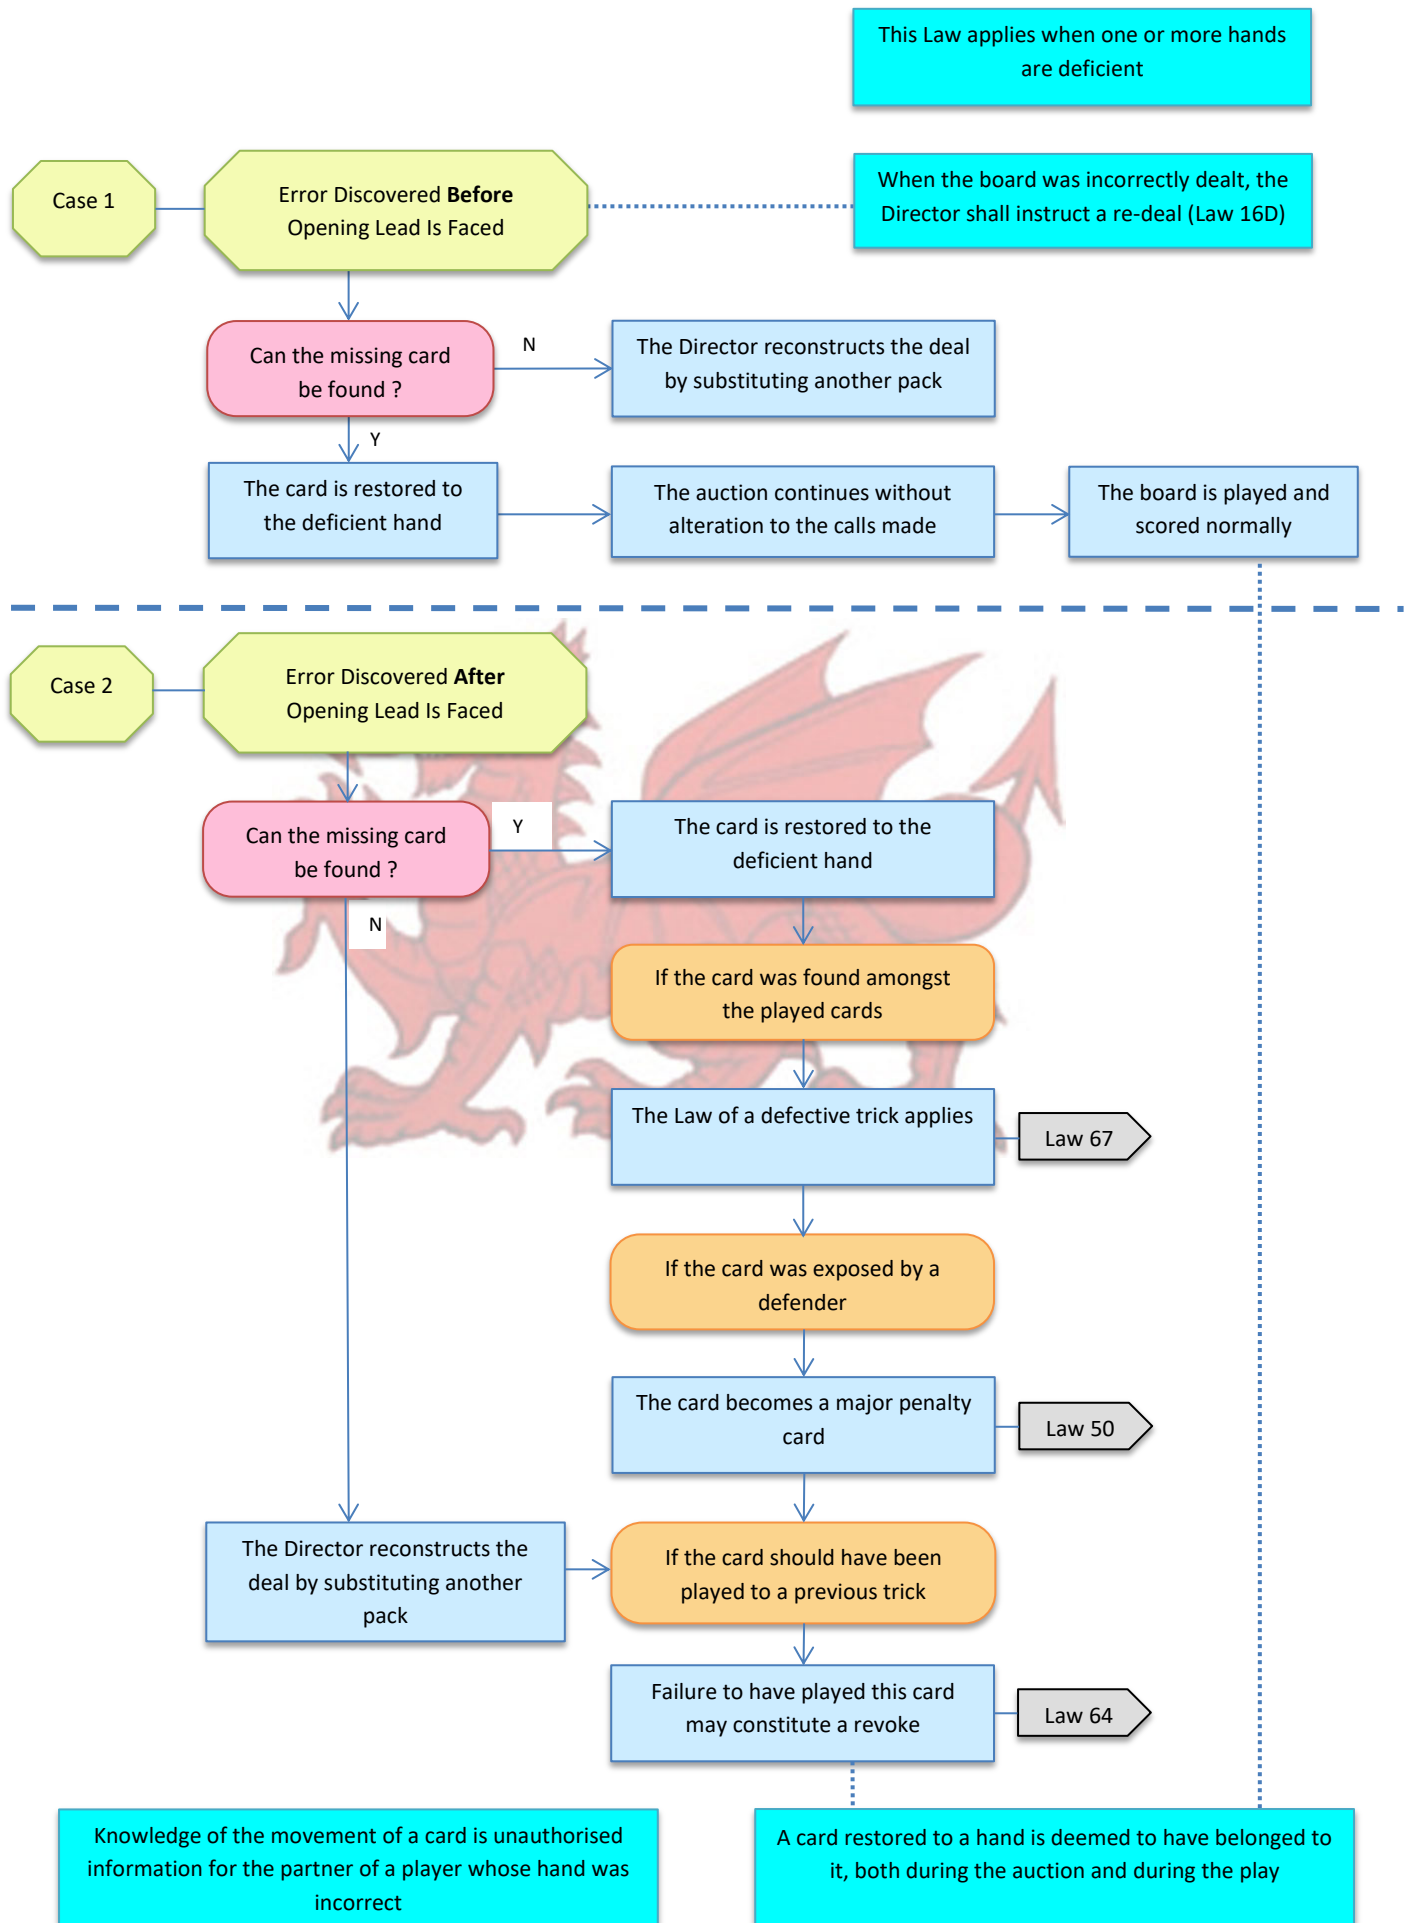 This Law applies when one or more hands
are deficient
Case 1
Error Discovered Before
Opening Lead Is Faced
When the board was incorrectly dealt, the
Director shall instruct a re-deal (Law 16D)
Can the missing card
be found ?
N
The Director reconstructs the deal
by substituting another pack
Y
The card is restored to
the deficient hand
The auction continues without
alteration to the calls made
The board is played and
scored normally
Case 2
Error Discovered After
Opening Lead Is Faced
Can the missing card
be found ?
Y
The card is restored to the
deficient hand
N
If the card was found amongst
the played cards
The Law of a defective trick applies
Law 67
If the card was exposed by a
defender
The card becomes a major penalty
card
Law 50
The Director reconstructs the
deal by substituting another
pack
If the card should have been
played to a previous trick
Failure to have played this card
may constitute a revoke
Law 64
Knowledge of the movement of a card is unauthorised
information for the partner of a player whose hand was
incorrect
A card restored to a hand is deemed to have belonged to
it, both during the auction and during the play